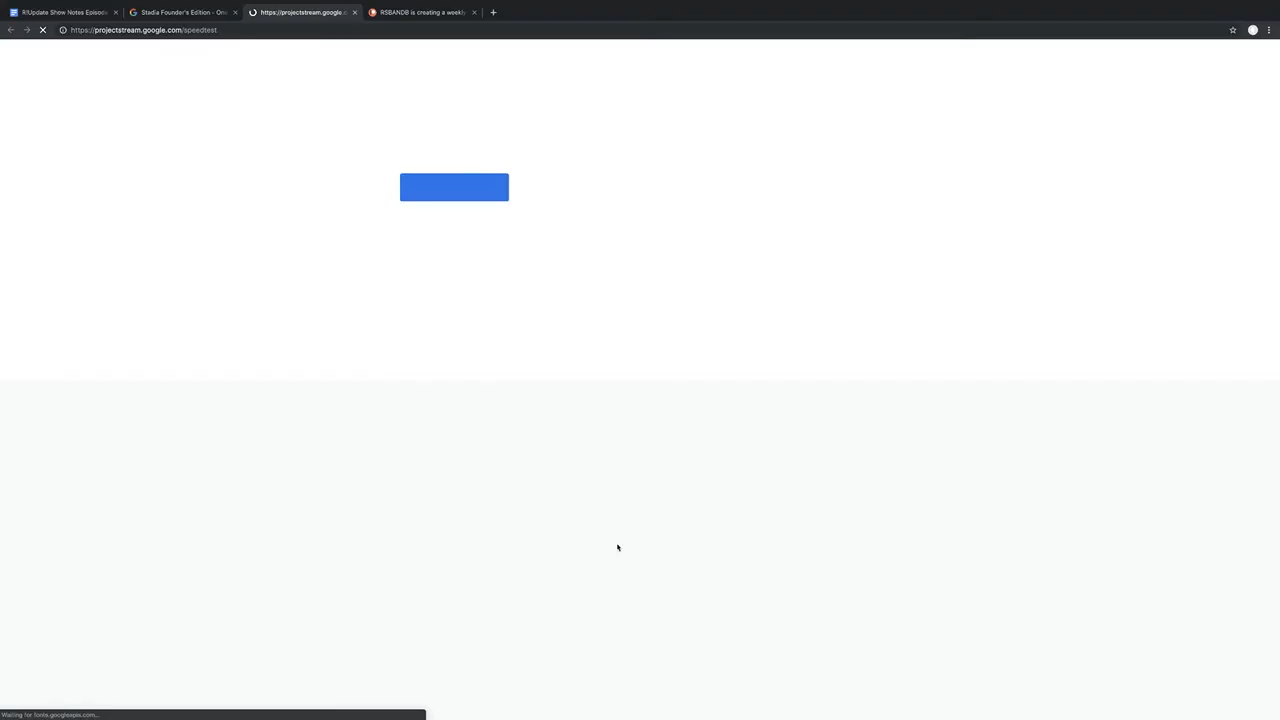 R!Update Show Notes Episode
Stadia Founder's Edition - One
https://projectstream.google.c
RSBANDB is creating a weekly
https://projectstream.google.com/speedtest
Waiting for fonts.googleapis.com...